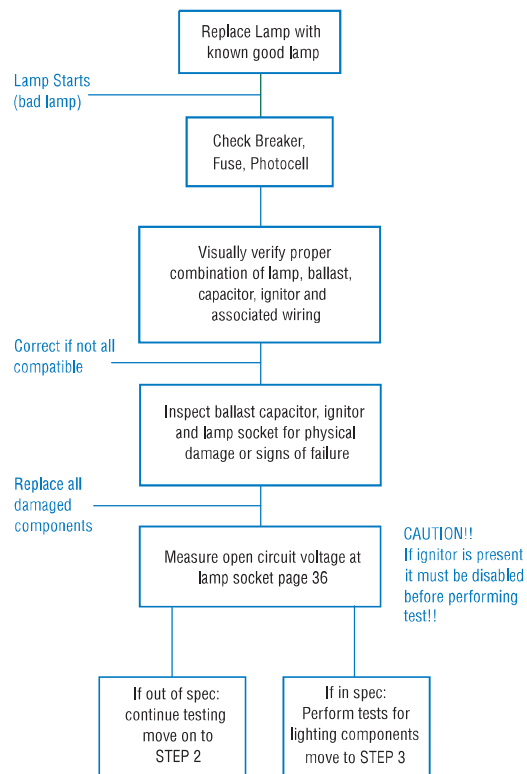 Replace Lamp with
known good lamp
Lamp Starts
(bad lamp)
Check Breaker,
Fuse, Photocell
Visually verify proper
combination of lamp, ballast,
capacitor, ignitor and
associated wiring
Correct if not all
compatible
Inspect ballast capacitor, ignitor
and lamp socket for physical
damage or signs of failure
Replace all
damaged
components
Measure open circuit voltage at
lamp socket page 36
CAUTION!!
If ignitor is present
it must be disabled
before performing
test!!
If out of spec:
continue testing
move on to
STEP 2
If in spec:
Perform tests for
lighting components
move to STEP 3